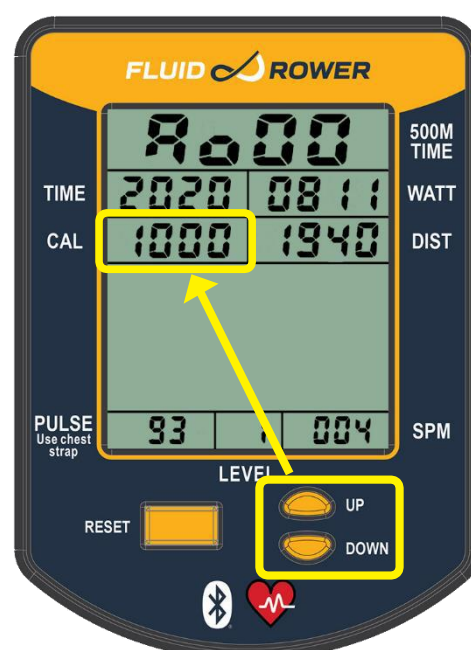 FLUID ROWER
Ao00
500M
TIME
TIME 2020 0811 WATT
CAL 1000 1940 DIST
PULSE
Use chest
strap
93 1 004 SPM
LEVEL
UP
RESET
DOWN